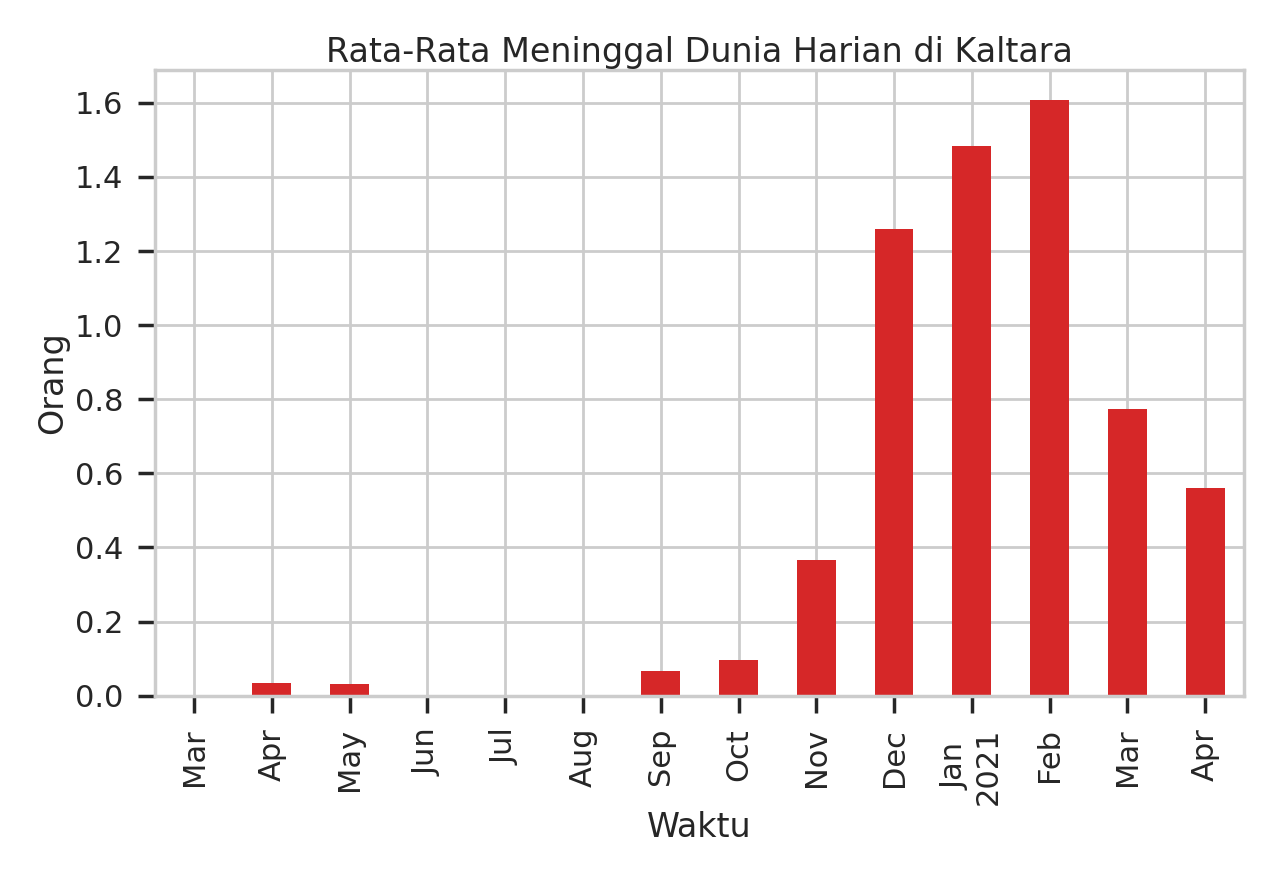 Rata-Rata Meninggal Dunia Harian di Kaltara
Orang
1.6
1.4
1.2
1.0
0.8
0.6
0.4
0.2
0.0
Mar
Apr
May
Jun
Jul
Aug
Sep
Oct
Nov
Dec
Jan
2021
Feb
Mar
Apr
Waktu